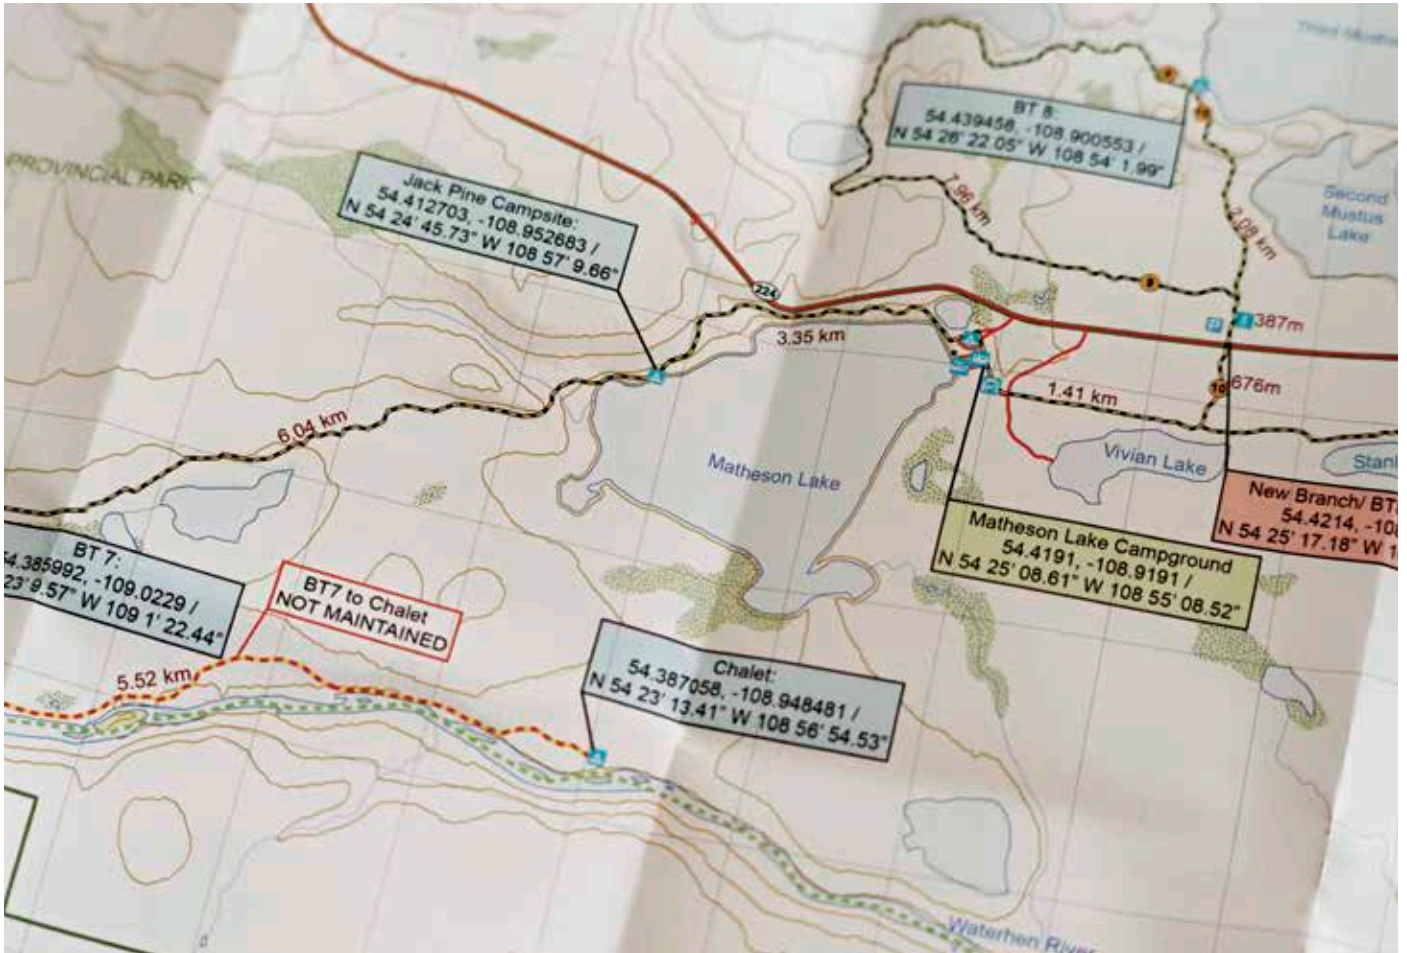 Third Mustus
BT 8:
54.439458, -108.900553 /
N 54 26' 22.05" W 108 54' 1.99"
PROVINCIAL PARK
Jack Pine Campsite:
54.412703, -108.952683 /
N 54 24' 45.73" W 108 57' 9.66"
7.96 km
2.08 km
Second
Mustus
Lake
224
9
387m
P
3.35 km
10
676m
1.41 km
6.04 km
Matheson Lake
Vivian Lake
Stanl
New Branch/ BT
54.4214, -10
N 54 25' 17.18" W 1
Matheson Lake Campground
54.4191, -108.9191 /
N 54 25' 08.61" W 108 55' 08.52"
BT 7:
4.385992, -109.0229 /
23' 9.57" W 109 1' 22.44"
BT7 to Chalet
NOT MAINTAINED
5.52 km
Chalet:
54.387058, -108.948481 /
N 54 23' 13.41" W 108 56' 54.53"
Waterhen River